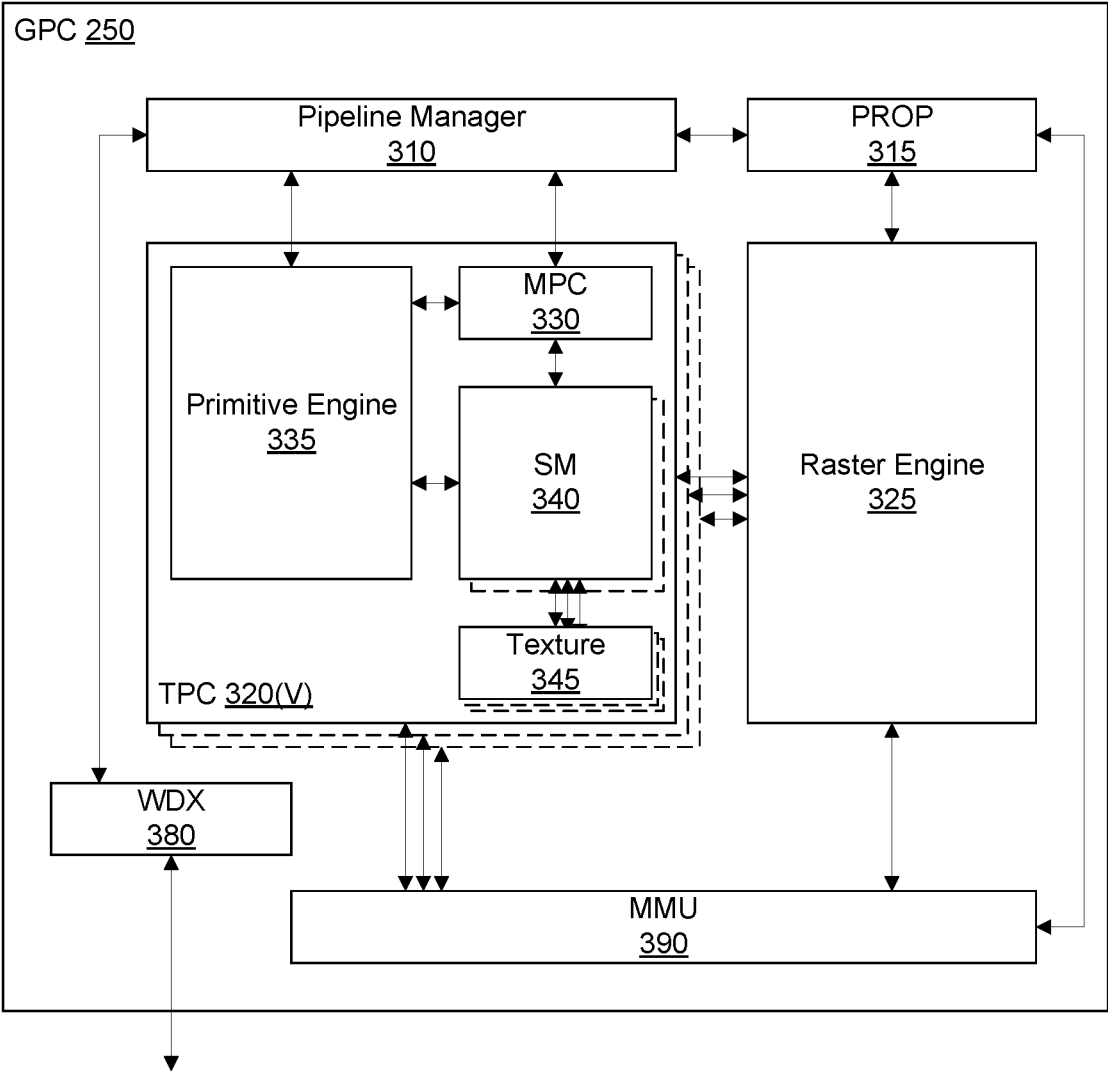 GPC 250
Pipeline Manager
310
PROP
315
MPC
330
Primitive Engine
335
SM
340
Raster Engine
325
Texture
345
TPC 320(V)
WDX
380
MMU
390